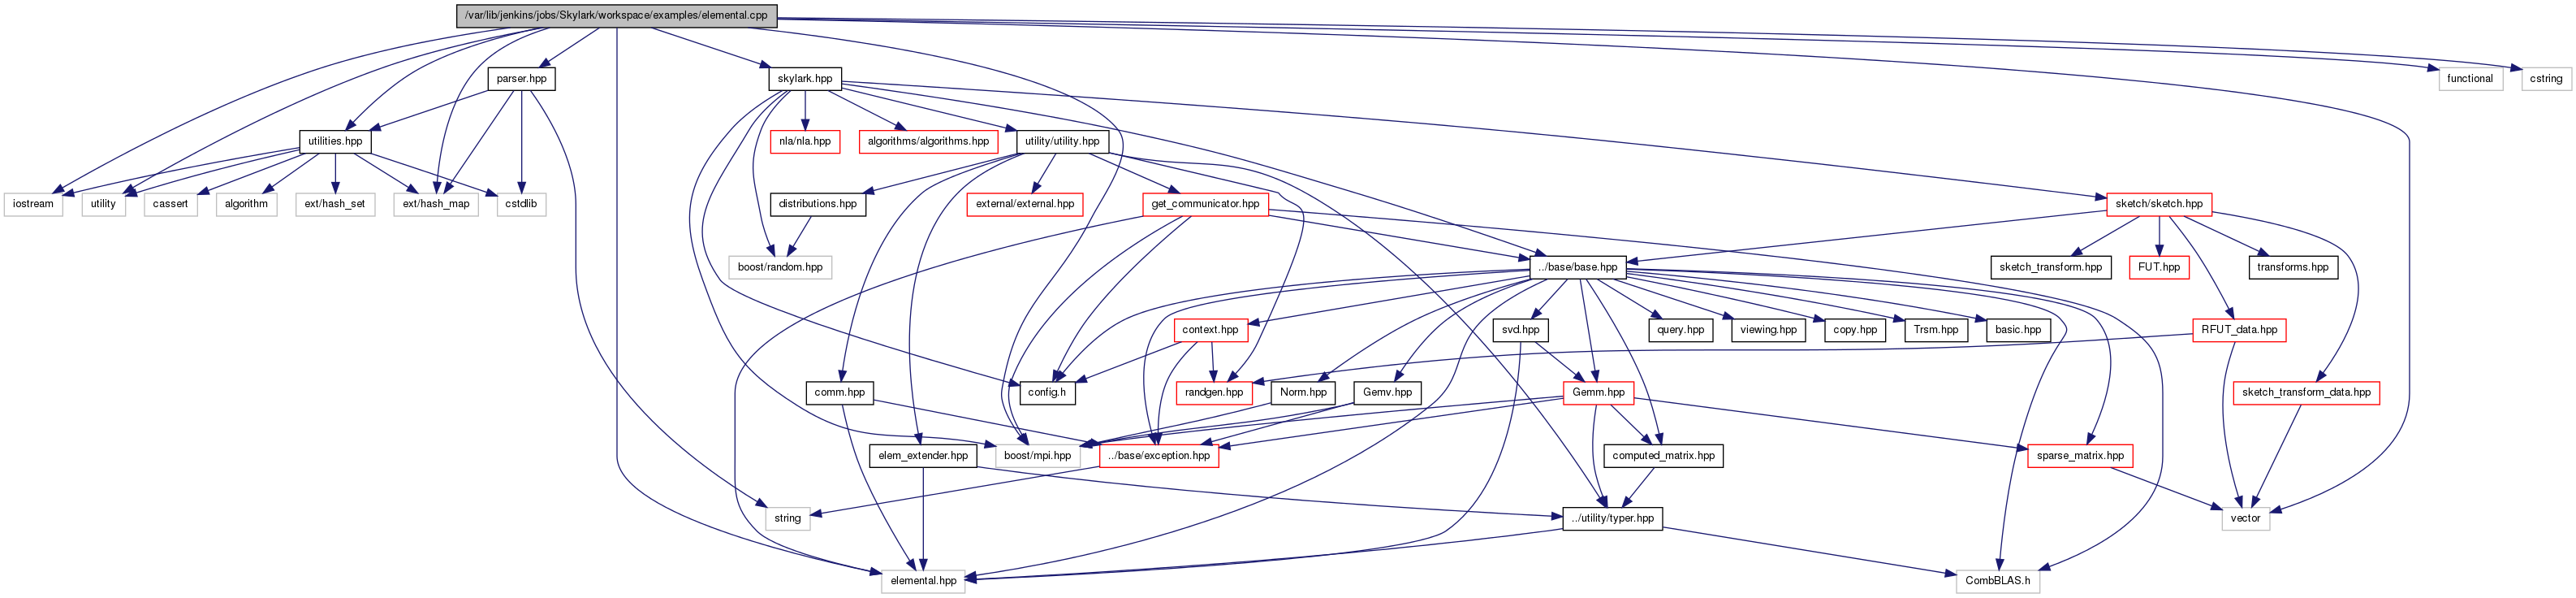 /var/lib/jenkins/jobs/Skylark/workspace/examples/elemental.cpp
parser.hpp
skylark.hpp
functional
cstring
utilities.hpp
nla/nla.hpp
algorithms/algorithms.hpp
utility/utility.hpp
iostream
utility
cassert
algorithm
ext/hash_set
ext/hash_map
cstdlib
distributions.hpp
external/external.hpp
get_communicator.hpp
sketch/sketch.hpp
boost/random.hpp
../base/base.hpp
sketch_transform.hpp
FUT.hpp
transforms.hpp
context.hpp
svd.hpp
query.hpp
viewing.hpp
copy.hpp
Trsm.hpp
basic.hpp
RFUT_data.hpp
comm.hpp
config.h
randgen.hpp
Norm.hpp
Gemv.hpp
Gemm.hpp
sketch_transform_data.hpp
elem_extender.hpp
boost/mpi.hpp
../base/exception.hpp
computed_matrix.hpp
sparse_matrix.hpp
string
../utility/typer.hpp
vector
elemental.hpp
CombBLAS.h